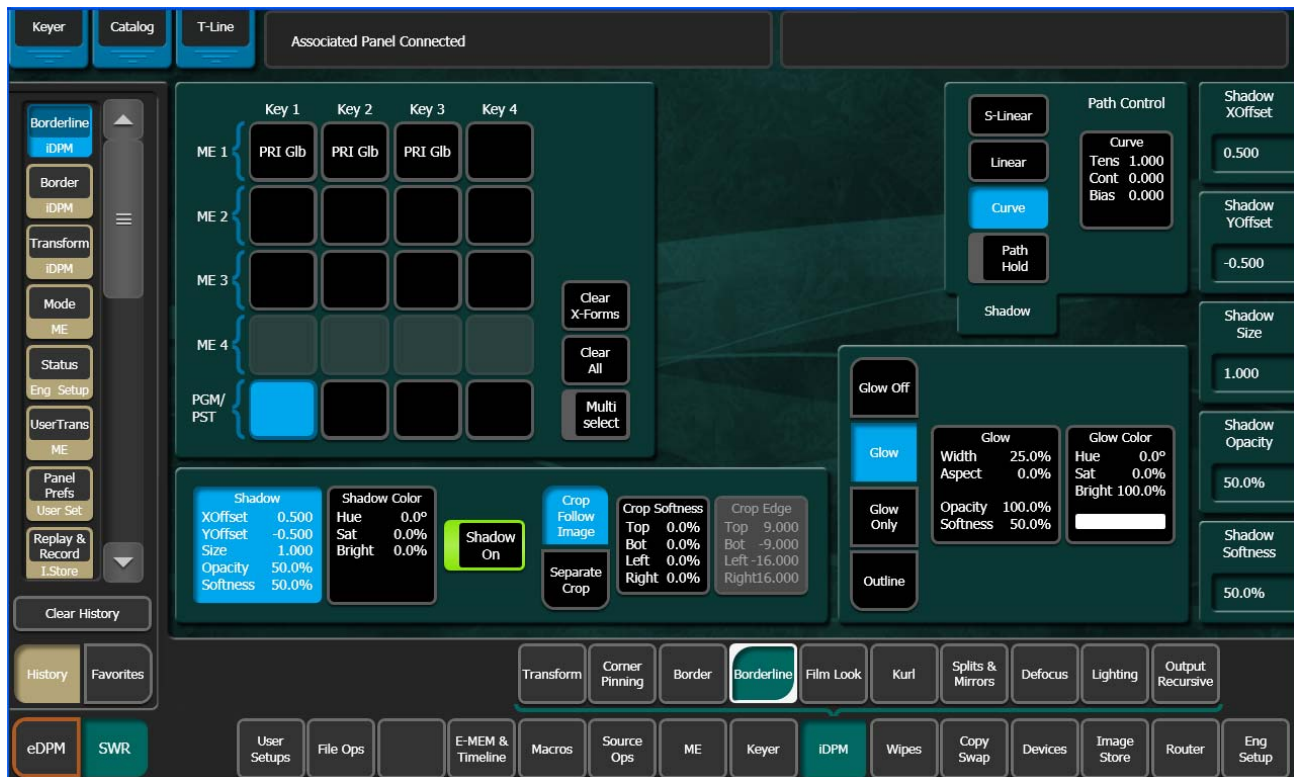 Keyer
Catalog
T-Line
Associated Panel Connected
Borderline
iDPM
Border
iDPM
Transform
iDPM
Mode
ME
Status
Eng Setup
UserTrans
ME
Panel
Prefs
User Set
Replay &
Record
I.Store
Clear History
History
Favorites
Key 1 Key 2 Key 3 Key 4
ME 1 PRI Glb PRI Glb PRI Glb
ME 2
ME 3
ME 4
PGM/
PST
Clear
X-Forms
Clear
All
Multi
select
S-Linear
Linear
Curve
Path
Hold
Path Control
Curve
Tens 1.000
Cont 0.000
Bias 0.000
Shadow
Shadow
XOffset 0.500
YOffset -0.500
Size 1.000
Opacity 50.0%
Softness 50.0%
Shadow Color
Hue 0.0º
Sat 0.0%
Bright 0.0%
Shadow
On
Crop
Follow
Image
Separate
Crop
Crop Softness
Top 0.0%
Bot 0.0%
Left 0.0%
Right 0.0%
Crop Edge
Top 9.000
Bot -9.000
Left -16.000
Right16.000
Glow Off
Glow
Glow
Only
Outline
Glow
Width 25.0%
Aspect 0.0%
Opacity 100.0%
Softness 50.0%
Glow Color
Hue 0.0º
Sat 0.0%
Bright 100.0%
Shadow
XOffset
0.500
Shadow
YOffset
-0.500
Shadow
Size
1.000
Shadow
Opacity
50.0%
Shadow
Softness
50.0%
Transform
Corner
Pinning
Border
Borderline
Film Look
Kurl
Splits &
Mirrors
Defocus
Lighting
Output
Recursive
eDPM
SWR
User
Setups
File Ops
E-MEM &
Timeline
Macros
Source
Ops
ME
Keyer
iDPM
Wipes
Copy
Swap
Devices
Image
Store
Router
Eng
Setup